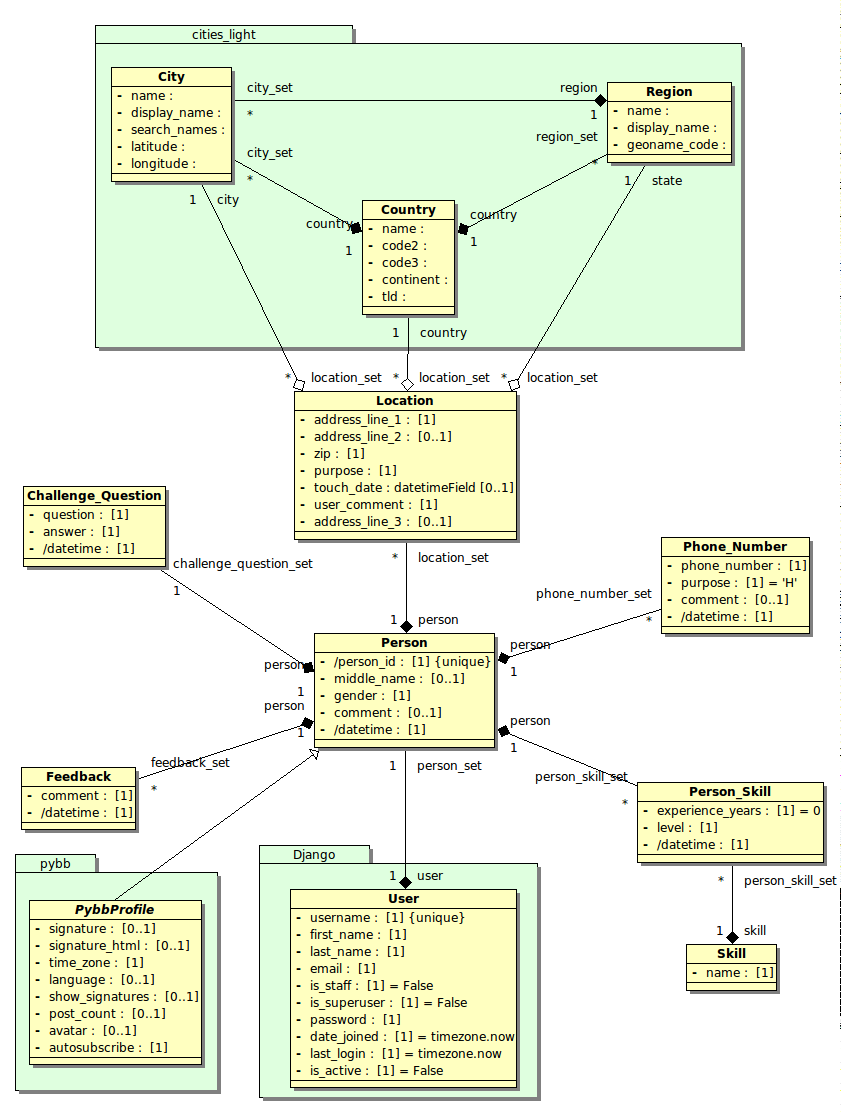 cities_light
City
- name :
- display_name :
- search_names :
- latitude :
- longitude :
city_set
*
region
1
Region
- name :
- display_name :
- geoname_code :
city_set
*
region_set
*
1 city
1 state
Country
- name :
- code2 :
- code3 :
- continent :
- tld :
country
1
country
1
1 country
* location_set
* location_set
* location_set
Location
- address_line_1 : [1]
- address_line_2 : [0..1]
- zip : [1]
- purpose : [1]
- touch_date : datetimeField [0..1]
- user_comment : [1]
- address_line_3 : [0..1]
Challenge_Question
- question : [1]
- answer : [1]
- /datetime : [1]
challenge_question_set
1
* location_set
1 person
Phone_Number
- phone_number : [1]
- purpose : [1] = 'H'
- comment : [0..1]
- /datetime : [1]
phone_number_set
*
person
1
Person
- /person_id : [1] {unique}
- middle_name : [0..1]
- gender : [1]
- comment : [0..1]
- /datetime : [1]
person
1
person
1
person
1
Feedback
- comment : [1]
- /datetime : [1]
feedback_set
*
1 person_set
person_skill_set
*
Person_Skill
- experience_years : [1] = 0
- level : [1]
- /datetime : [1]
* person_skill_set
1 skill
Skill
- name : [1]
pybb
PybbProfile
- signature : [0..1]
- signature_html : [0..1]
- time_zone : [1]
- language : [0..1]
- show_signatures : [0..1]
- post_count : [0..1]
- avatar : [0..1]
- autosubscribe : [1]
Django
1 user
User
- username : [1] {unique}
- first_name : [1]
- last_name : [1]
- email : [1]
- is_staff : [1] = False
- is_superuser : [1] = False
- password : [1]
- date_joined : [1] = timezone.now
- last_login : [1] = timezone.now
- is_active : [1] = False